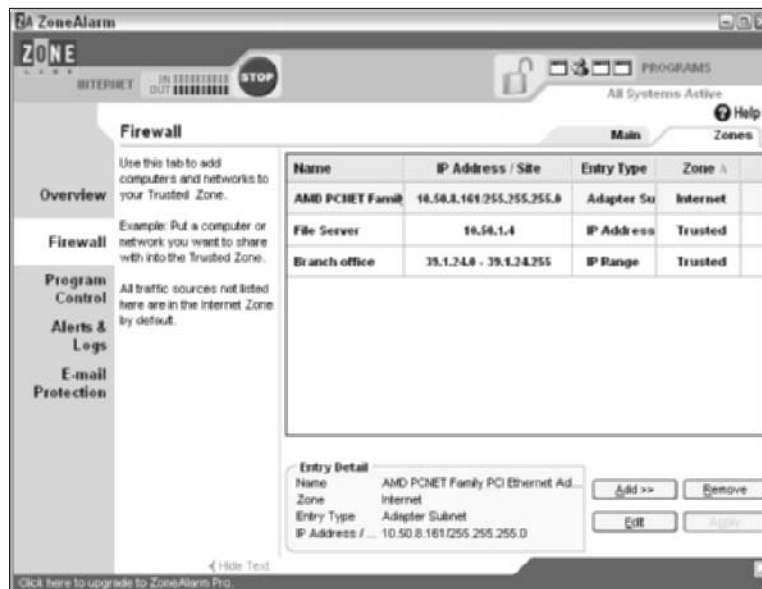 ZA ZoneAlarm
ZONE
LABS
INTERNET IN OUT STOP PROGRAMS
All Systems Active
Help
Firewall Main Zones
Overview
Firewall
Program Control
Alerts & Logs
E-mail Protection
Use this tab to add
computers and networks to
your Trusted Zone.
Example: Put a computer or
network you want to share
with into the Trusted Zone.
All traffic sources not listed
here are in the Internet Zone
by default.
Name IP Address / Site Entry Type Zone
AMD PCNET Famil 10.50.8.161/255.255.255.0 Adapter Su Internet
File Server 10.50.1.4 IP Address Trusted
Branch office 39.1.24.0 - 39.1.24.255 IP Range Trusted
Entry Detail
Name AMD PCNET Family PCI Ethernet Ad...
Zone Internet
Entry Type Adapter Subnet
IP Address / ... 10.50.8.161/255.255.255.0
Add >> Remove
Edit Apply
Hide Text
Click here to upgrade to ZoneAlarm Pro.